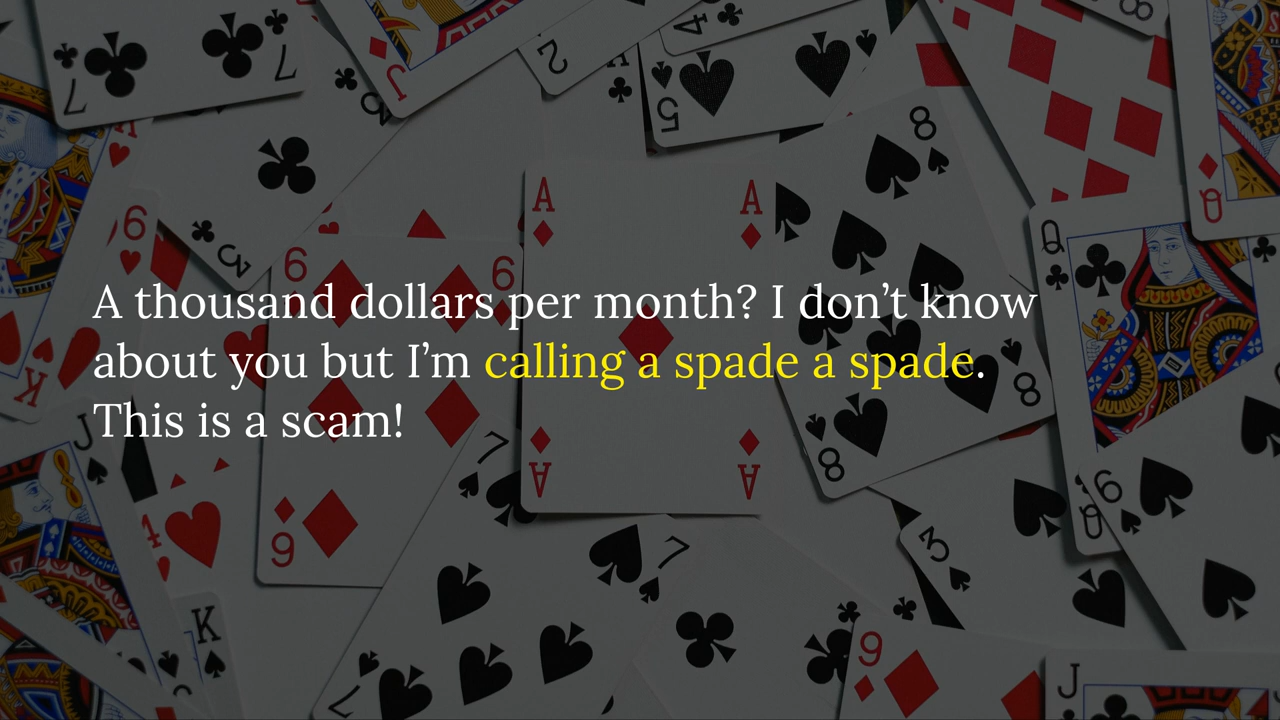 A thousand dollars per month? I don’t know
about you but I’m calling a spade a spade.
This is a scam!